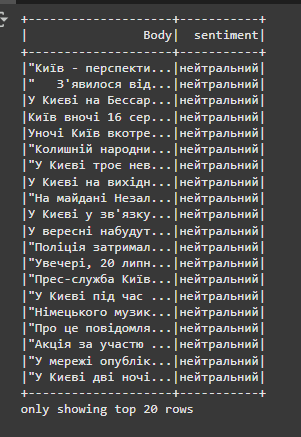 +--------------------+-----------+
|                Body|  sentiment|
+--------------------+-----------+
|"Київ - перспекти...|нейтральний|
|"   З'явилося від...|нейтральний|
|У Києві на Бессар...|нейтральний|
|Київ вночі 16 сер...|нейтральний|
|Уночі Київ вкотре...|нейтральний|
|"Колишній народни...|нейтральний|
|"У Києві троє нев...|нейтральний|
|У Києві на вихідн...|нейтральний|
|"На майдані Незал...|нейтральний|
|У Києві у зв'язку...|нейтральний|
|У вересні набудут...|нейтральний|
|"Поліція затримал...|нейтральний|
|"Увечері, 20 липн...|нейтральний|
|"Прес-служба Київ...|нейтральний|
|"У Києві під час ...|нейтральний|
|"Німецького музик...|нейтральний|
|"Про це повідомля...|нейтральний|
|"Акція за участю ...|нейтральний|
|"У мережі опублік...|нейтральний|
|"У Києві дві ночі...|нейтральний|
+--------------------+-----------+
only showing top 20 rows